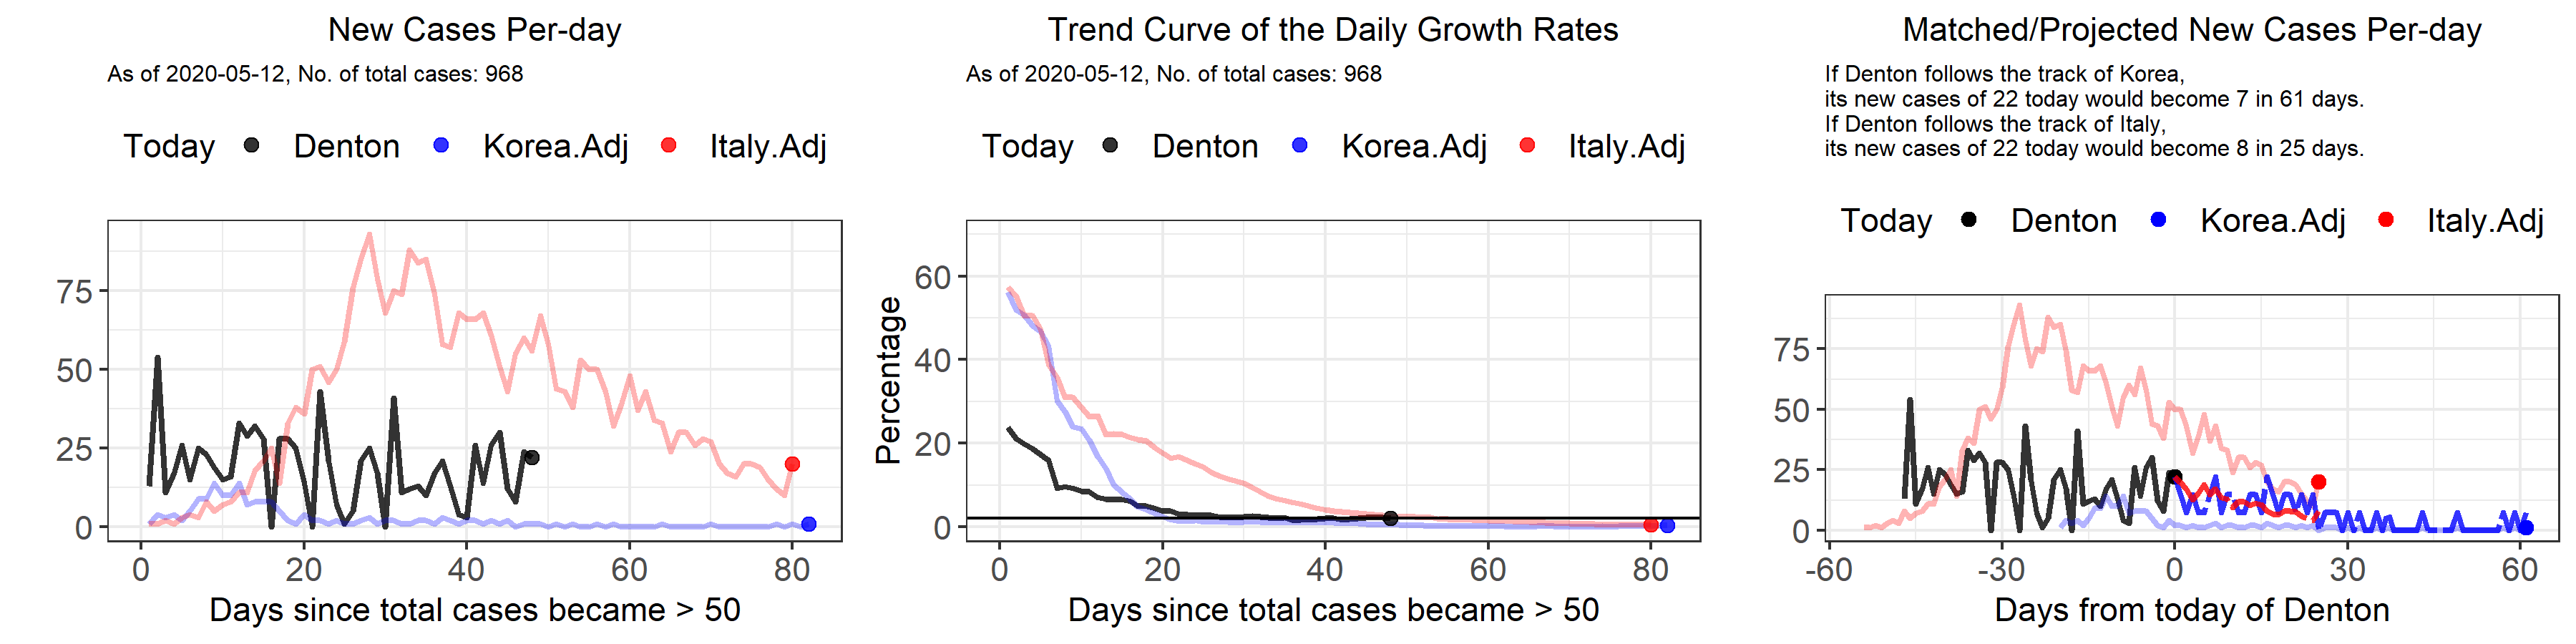 New Cases Per-day
As of 2020-05-12, No. of total cases: 968
Today Denton Korea.Adj Italy.Adj
75
50
25
0
0 20 40 60 80
Days since total cases became > 50
Trend Curve of the Daily Growth Rates
As of 2020-05-12, No. of total cases: 968
Today Denton Korea.Adj Italy.Adj
Percentage
60
40
20
0
0 20 40 60 80
Days since total cases became > 50
Matched/Projected New Cases Per-day
If Denton follows the track of Korea,
its new cases of 22 today would become 7 in 61 days.
If Denton follows the track of Italy,
its new cases of 22 today would become 8 in 25 days.
Today Denton Korea.Adj Italy.Adj
75
50
25
0
-60 -30 0 30 60
Days from today of Denton